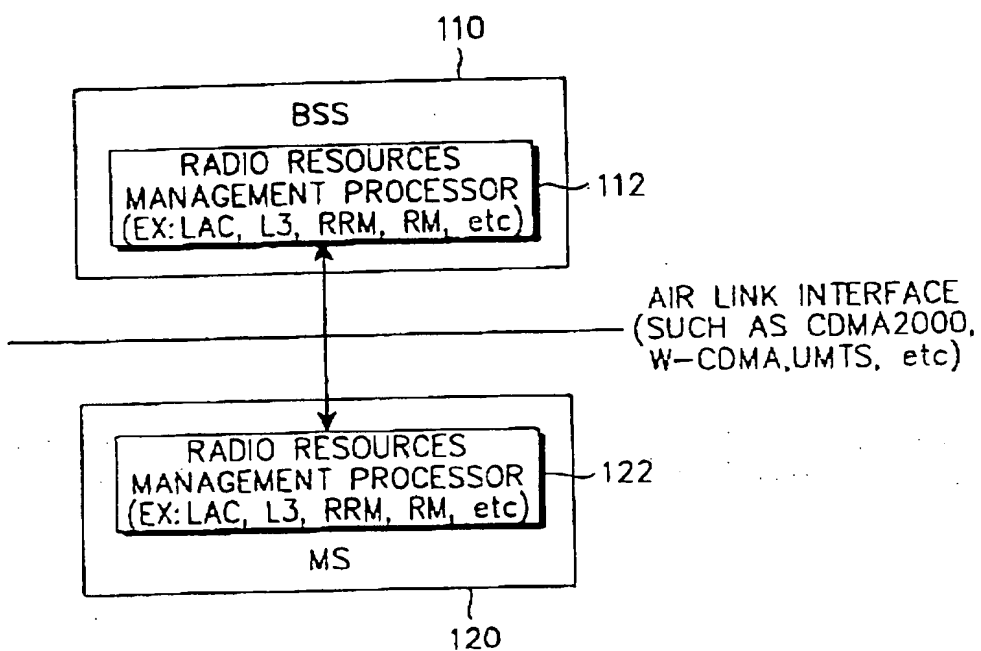 110
BSS
RADIO RESOURCES
MANAGEMENT PROCESSOR
(EX:LAC, L3, RRM, RM, etc)
112
AIR LINK INTERFACE
(SUCH AS CDMA2000,
W-CDMA,UMTS, etc)
RADIO RESOURCES
MANAGEMENT PROCESSOR
(EX:LAC, L3, RRM, RM, etc)
122
MS
120